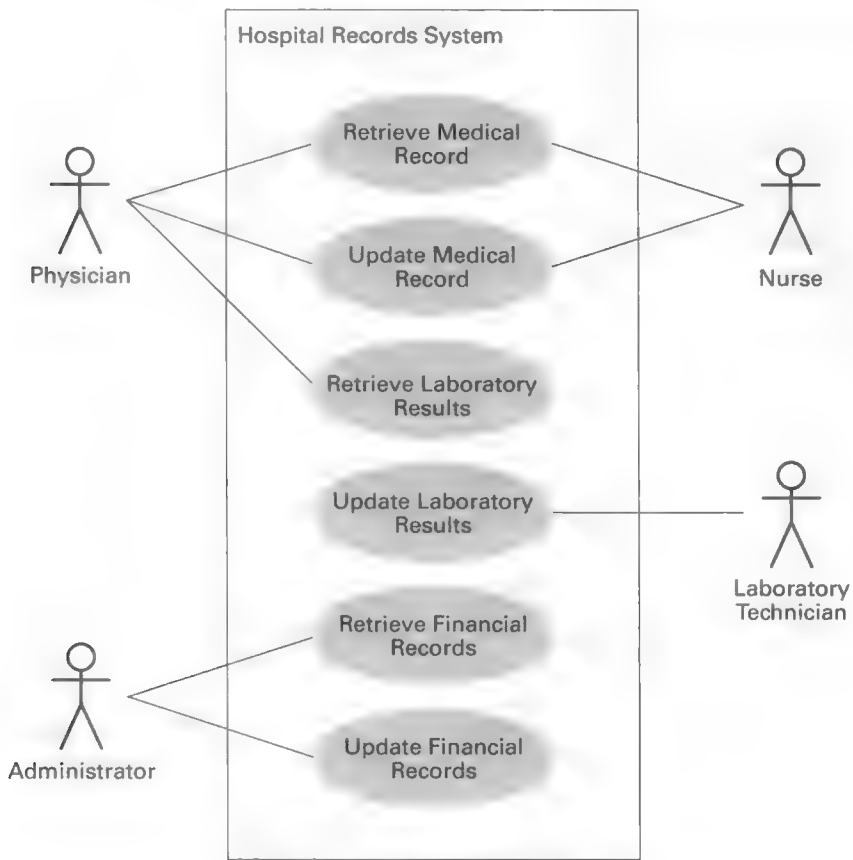 Hospital Records System
Retrieve Medical
Record
Physician
Update Medical
Record
Nurse
Retrieve Laboratory
Results
Update Laboratory
Results
Laboratory
Technician
Retrieve Financial
Records
Administrator
Update Financial
Records